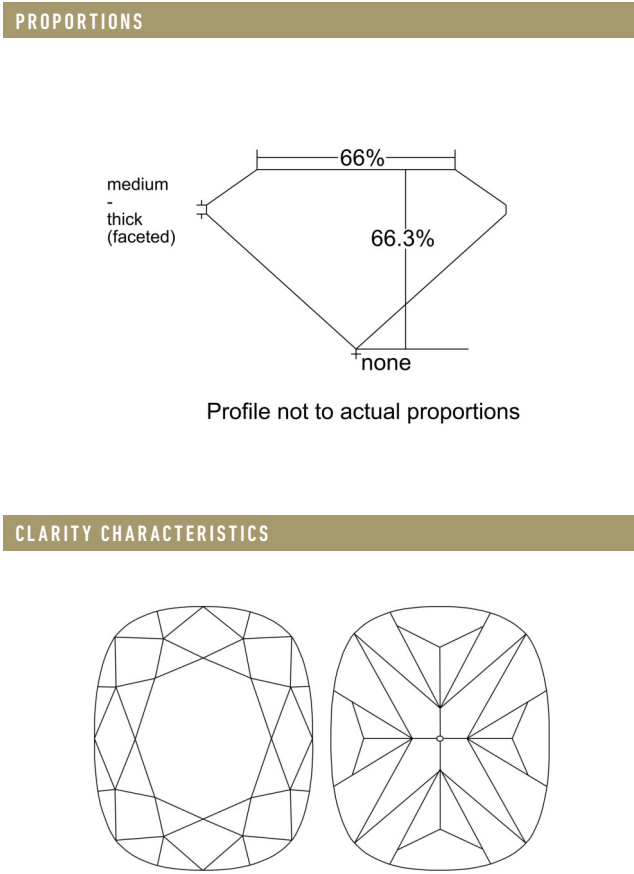 PROPORTIONS
66%
medium
-
thick
(faceted)
66.3%
none
Profile not to actual proportions
CLARITY CHARACTERISTICS